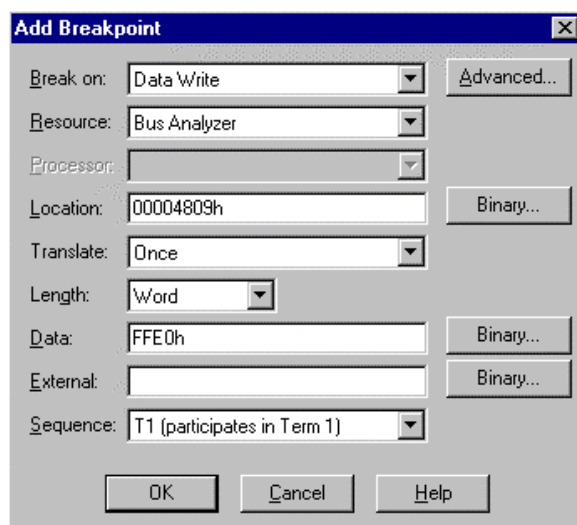 Add Breakpoint
Break on: Data Write Advanced...
Resource: Bus Analyzer
Processor:
Location: 00004809h Binary...
Translate: Once
Length: Word
Data: FFE0h Binary...
External: Binary...
Sequence: T1 (participates in Term 1)
OK Cancel Help